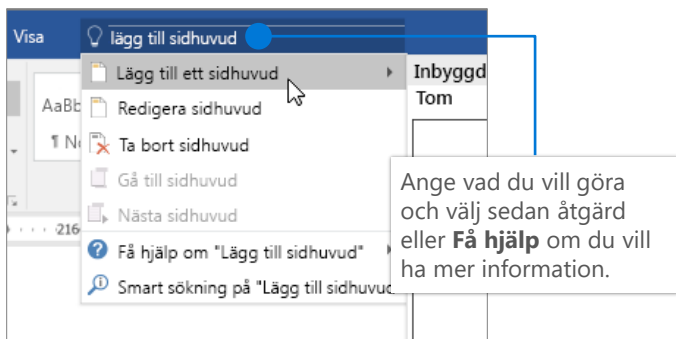 Visa
lägg till sidhuvud
Lägg till ett sidhuvud
Inbyggd
Redigera sidhuvud
Tom
AaBb
Ta bort sidhuvud
¶ No
Gå till sidhuvud
Nästa sidhuvud
216
Få hjälp om "Lägg till sidhuvud"
Smart sökning på "Lägg till sidhuvud
Ange vad du vill göra
och välj sedan åtgärd
eller Få hjälp om du vill
ha mer information.